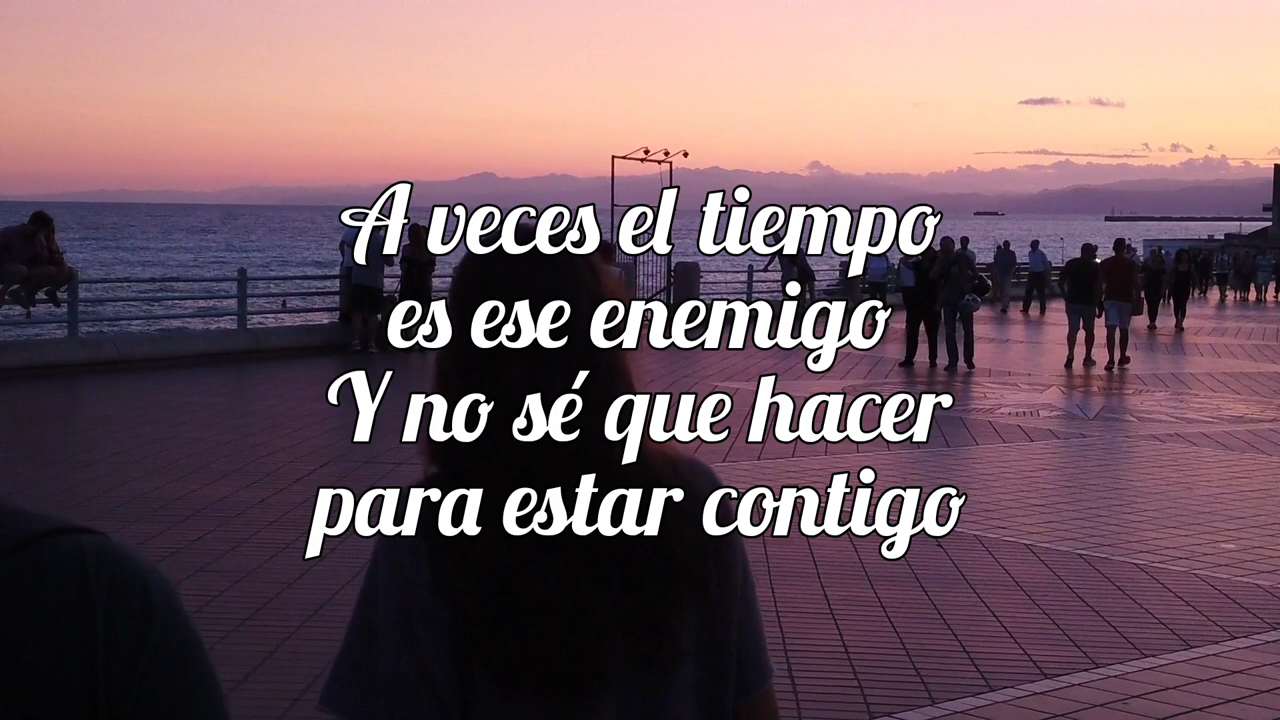 A veces el tiempo
es ese enemigo
Y no sé que hacer
para estar contigo